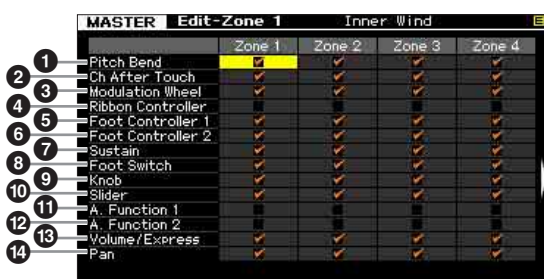 MASTER Edit-Zone 1 Inner Wind E
Zone 1 Zone 2 Zone 3 Zone 4
1 Pitch Bend
2 Ch After Touch
3 Modulation Wheel
4 Ribbon Controller
5 Foot Controller 1
6 Foot Controller 2
7 Sustain
8 Foot Switch
9 Knob
10 Slider
11 A. Function 1
12 A. Function 2
13 Volume/Express
14 Pan